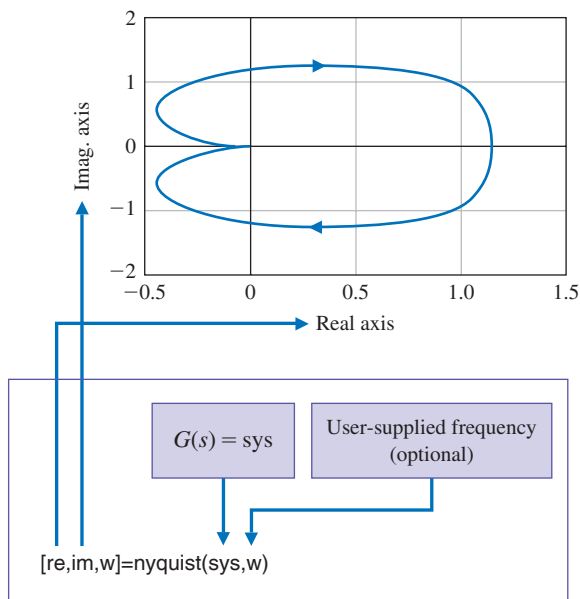 2
1
0
−1
−2
Imag. axis
−0.5
0
0.5
1.0
1.5
Real axis
G(s) = sys
User-supplied frequency
(optional)
[re,im,w]=nyquist(sys,w)